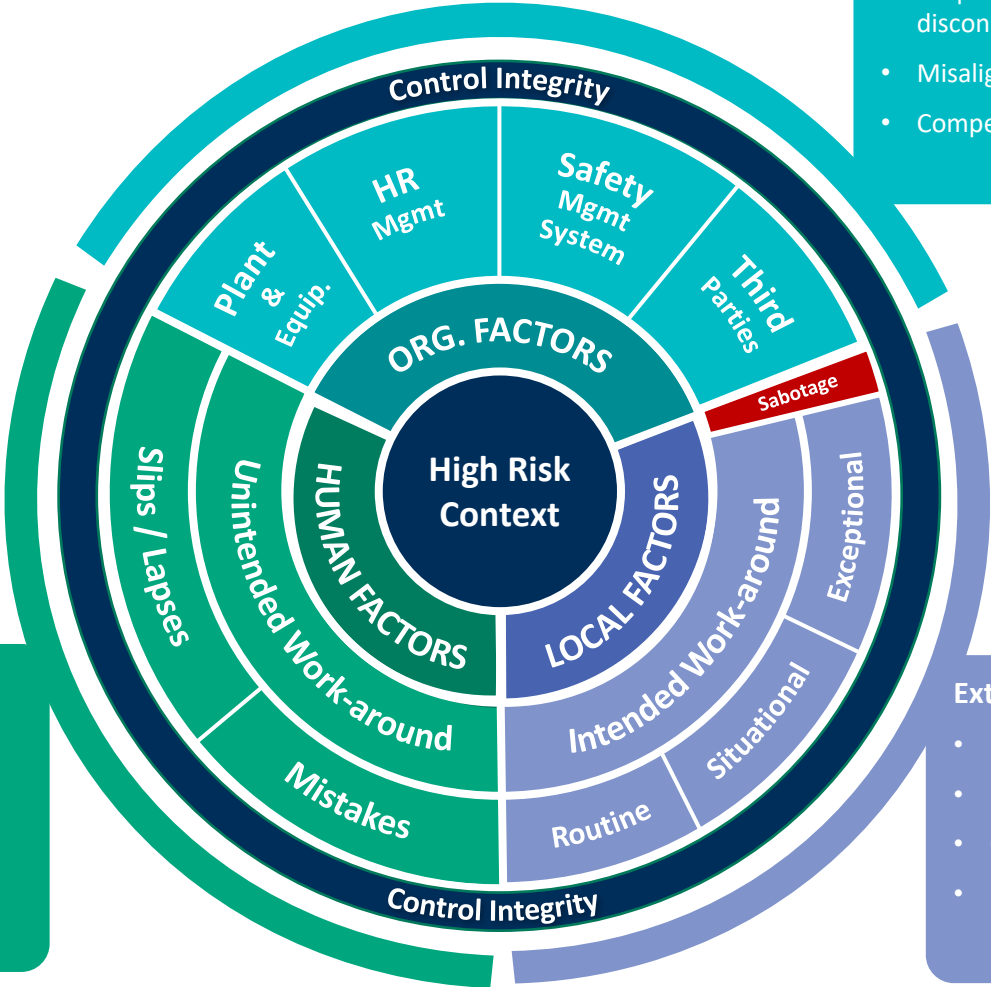 discon
• Misalig
• Compe
Control Integrity
HR
Mgmt
Safety
Mgmt
System
Plant
&
Equip.
Third
Parties
ORG. FACTORS
Sabotage
High Risk
Context
HUMAN FACTORS
LOCAL FACTORS
Unintended Work-around
Intended Work-around
Slips / Lapses
Mistakes
Exceptional
Situational
Routine
Control Integrity
Ext
•
•
•
•